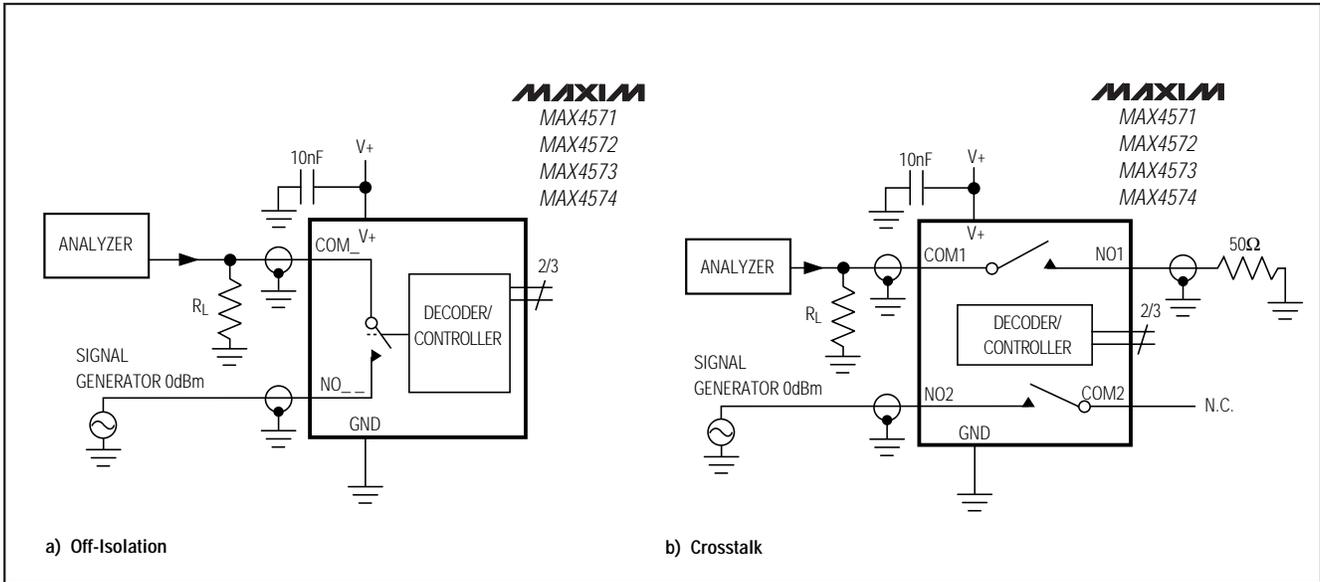 MAXIM
MAX4571
MAX4572
MAX4573
MAX4574
V+
10nF
ANALYZER
COM_
V+
2/3
RL
DECODER/
CONTROLLER
SIGNAL
GENERATOR 0dBm
NO_ _
GND
a) Off-Isolation
MAXIM
MAX4571
MAX4572
MAX4573
MAX4574
V+
10nF
V+
50Ω
ANALYZER
COM1
NO1
RL
2/3
DECODER/
CONTROLLER
SIGNAL
GENERATOR 0dBm
NO2
COM2
N.C.
GND
b) Crosstalk